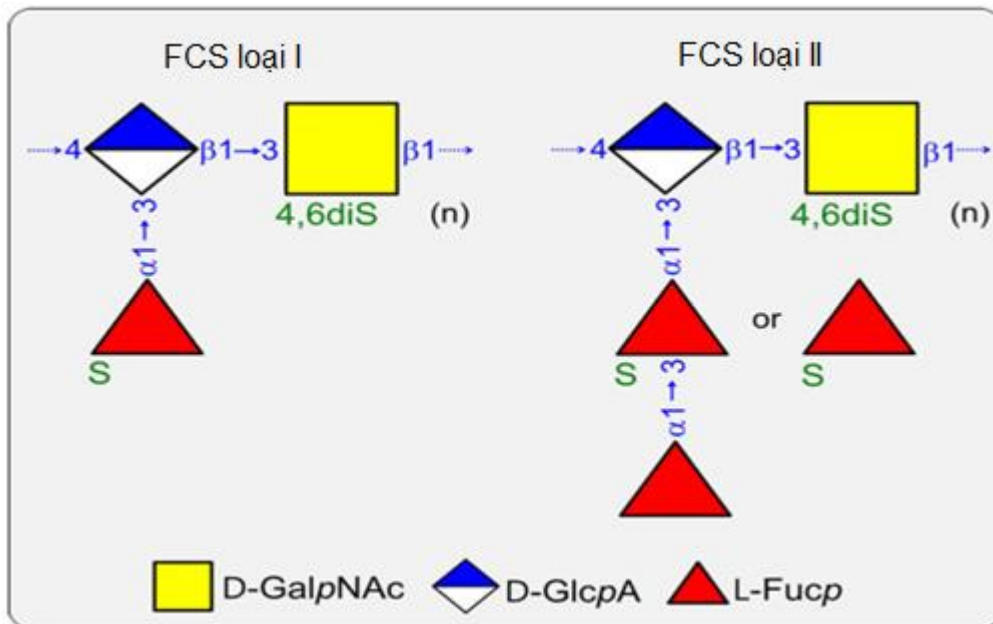 FCS loại I
4 β1→3 β1
4,6diS (n)
α1→3
S
FCS loại II
4 β1→3 β1
4,6diS (n)
α1→3
or
S S
α1→3
D-GalpNAc D-GlcpA L-Fucp